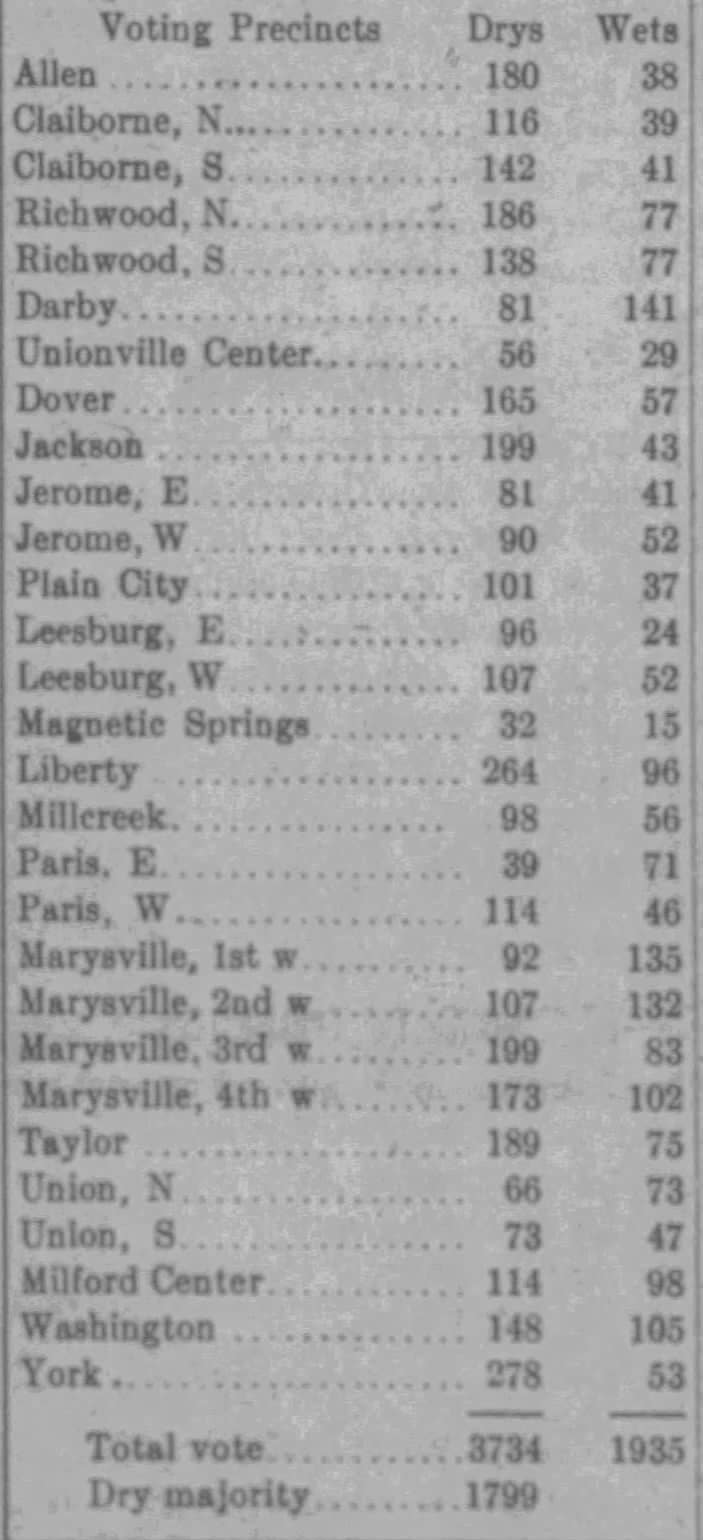 Voting Precincts Drys Wets
Allen ........................ 180 38
Claiborne, N................. 116 39
Claiborne, S................. 142 41
Richwood, N................. 186 77
Richwood, S................. 138 77
Darby........................ 81 141
Unionville Center........... 56 29
Dover........................ 165 57
Jackson ..................... 199 43
Jerome, E................... 81 41
Jerome, W................... 90 52
Plain City................... 101 37
Leesburg, E................. 96 24
Leesburg, W................. 107 52
Magnetic Springs........... 32 15
Liberty ...................... 264 96
Millcreek.................... 98 56
Paris, E...................... 39 71
Paris, W..................... 114 46
Marysville, 1st w............ 92 135
Marysville, 2nd w........... 107 132
Marysville, 3rd w............ 199 83
Marysville, 4th w............ 173 102
Taylor ....................... 189 75
Union, N..................... 66 73
Union, S..................... 73 47
Milford Center.............. 114 98
Washington ................. 148 105
York ......................... 278 53
Total vote.............3734 1935
Dry majority.........1799